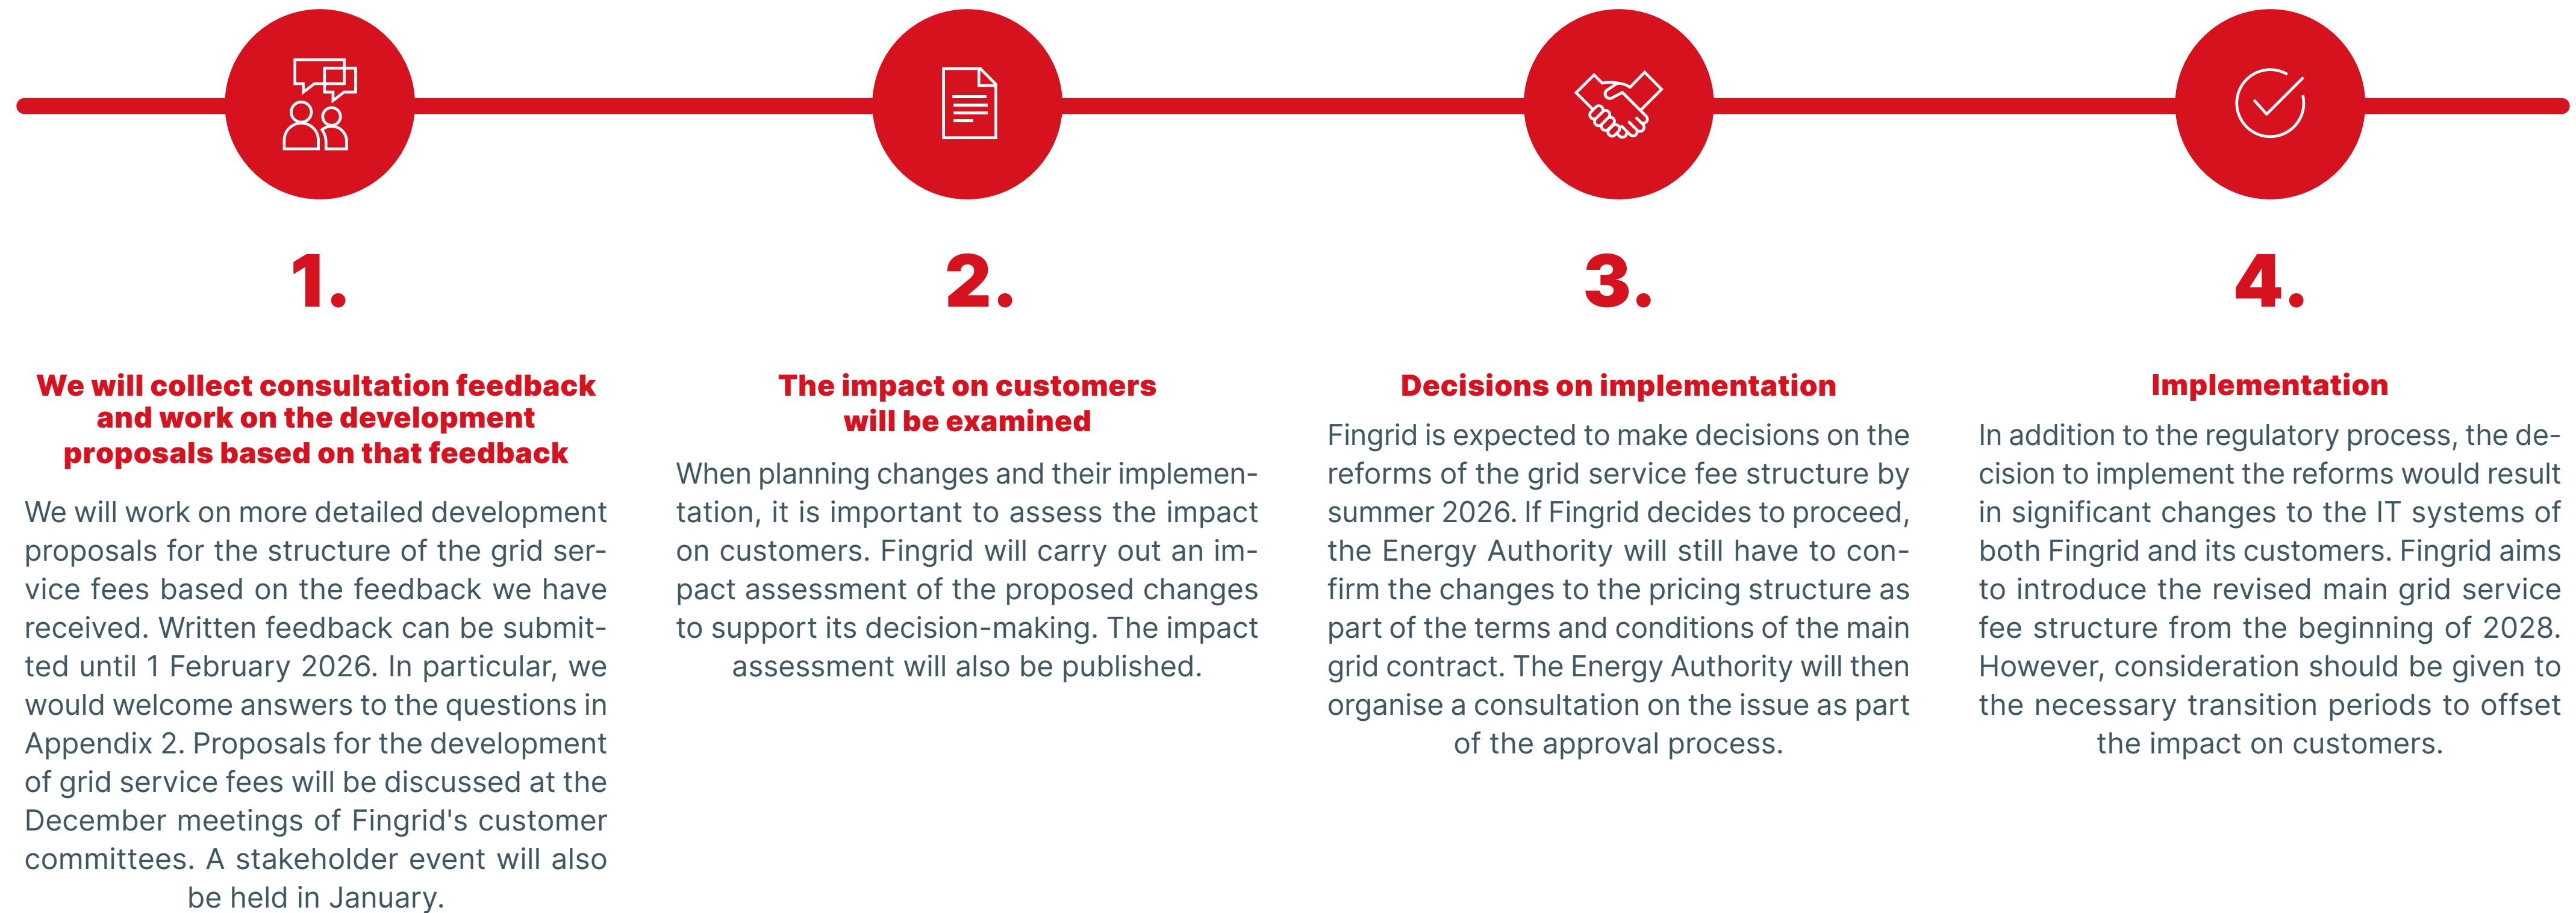 1.
We will collect consultation feedback
and work on the development
proposals based on that feedback
We will work on more detailed development
proposals for the structure of the grid ser-
vice fees based on the feedback we have
received. Written feedback can be submit-
ted until 1 February 2026. In particular, we
would welcome answers to the questions in
Appendix 2. Proposals for the development
of grid service fees will be discussed at the
December meetings of Fingrid's customer
committees. A stakeholder event will also
be held in January.
2.
The impact on customers
will be examined
When planning changes and their implemen-
tation, it is important to assess the impact
on customers. Fingrid will carry out an im-
pact assessment of the proposed changes
to support its decision-making. The impact
assessment will also be published.
3.
Decisions on implementation
Fingrid is expected to make decisions on the
reforms of the grid service fee structure by
summer 2026. If Fingrid decides to proceed,
the Energy Authority will still have to con-
firm the changes to the pricing structure as
part of the terms and conditions of the main
grid contract. The Energy Authority will then
organise a consultation on the issue as part
of the approval process.
4.
Implementation
In addition to the regulatory process, the de-
cision to implement the reforms would result
in significant changes to the IT systems of
both Fingrid and its customers. Fingrid aims
to introduce the revised main grid service
fee structure from the beginning of 2028.
However, consideration should be given to
the necessary transition periods to offset
the impact on customers.